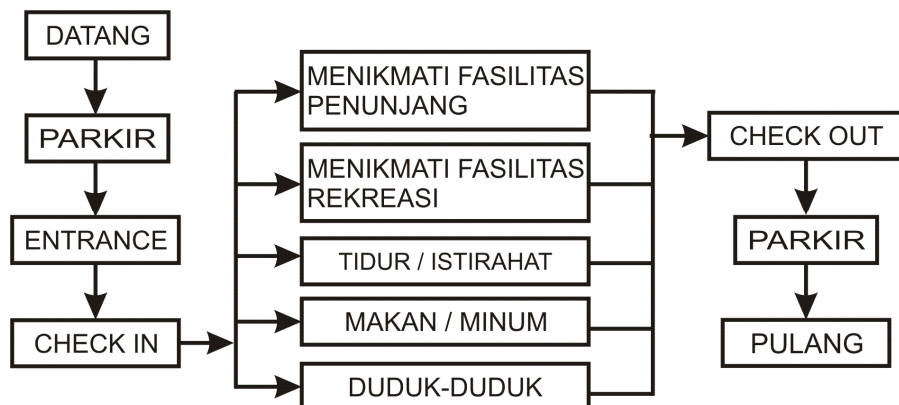 DATANG
PARKIR
ENTRANCE
CHECK IN
MENIKMATI FASILITAS
PENUNJANG
MENIKMATI FASILITAS
REKREASI
TIDUR / ISTIRAHAT
MAKAN / MINUM
DUDUK-DUDUK
CHECK OUT
PARKIR
PULANG